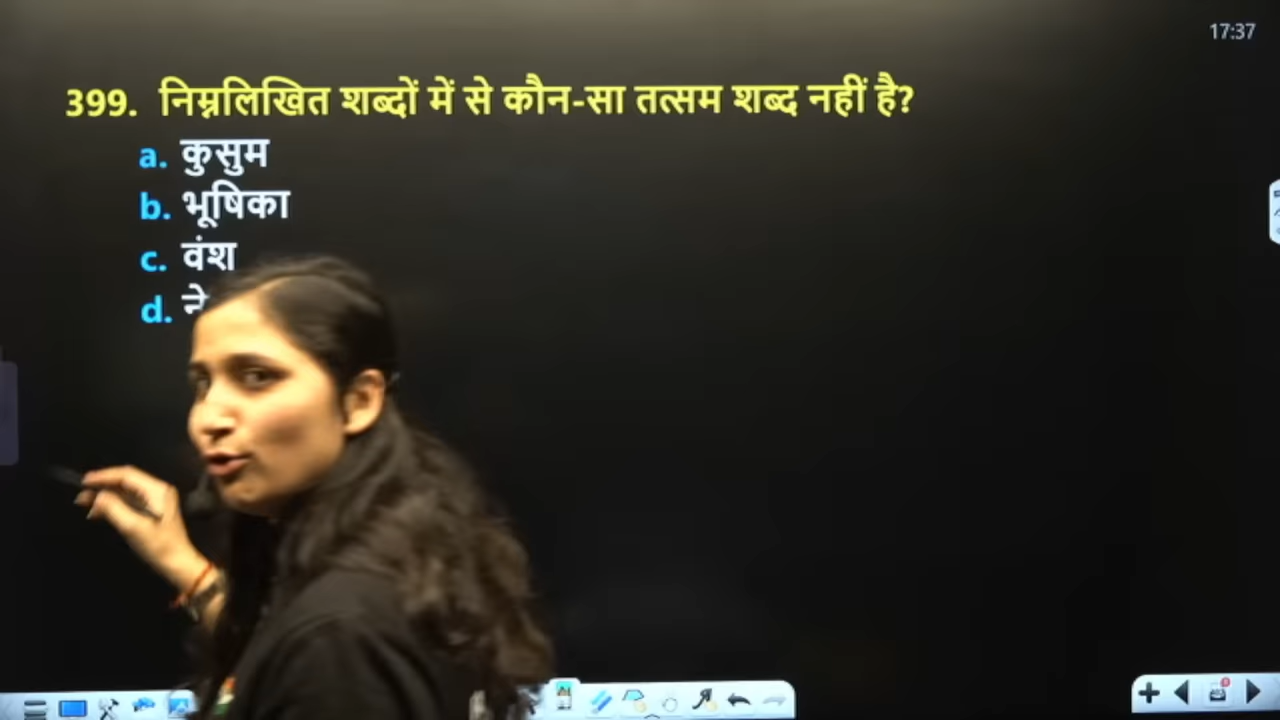 17:37
399. निम्नलिखित शब्दों में से कौन-सा तत्सम शब्द नहीं है?
a. कुसुम
b. भूषिका
c. वंश
d.